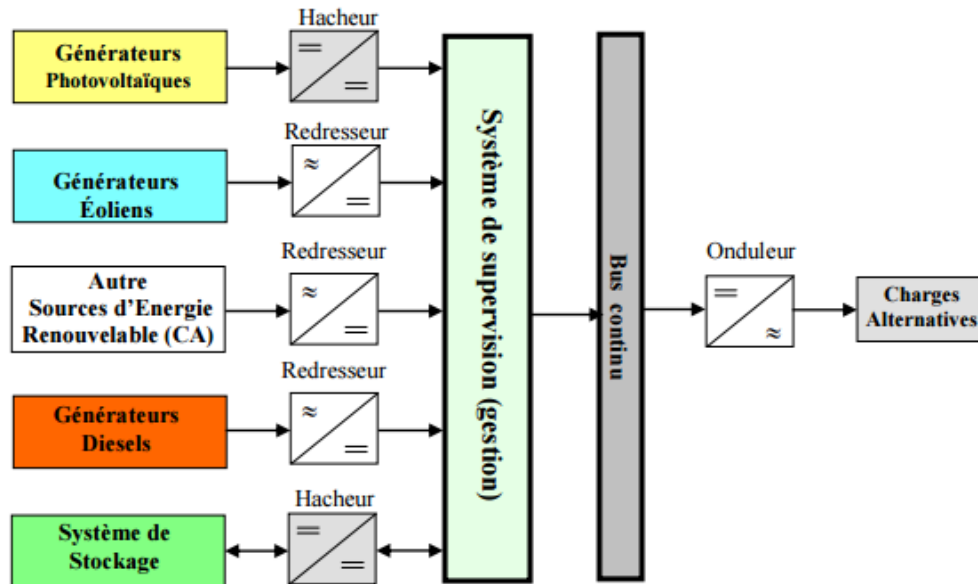 Hacheur
Générateurs
Photovoltaïques
Redresseur
Générateurs
Éoliens
Redresseur
Autre
Sources d'Energie
Renouvelable (CA)
Redresseur
Générateurs
Diesels
Hacheur
Système de
Stockage
Système de supervision (gestion)
Bus continu
Onduleur
Charges
Alternatives